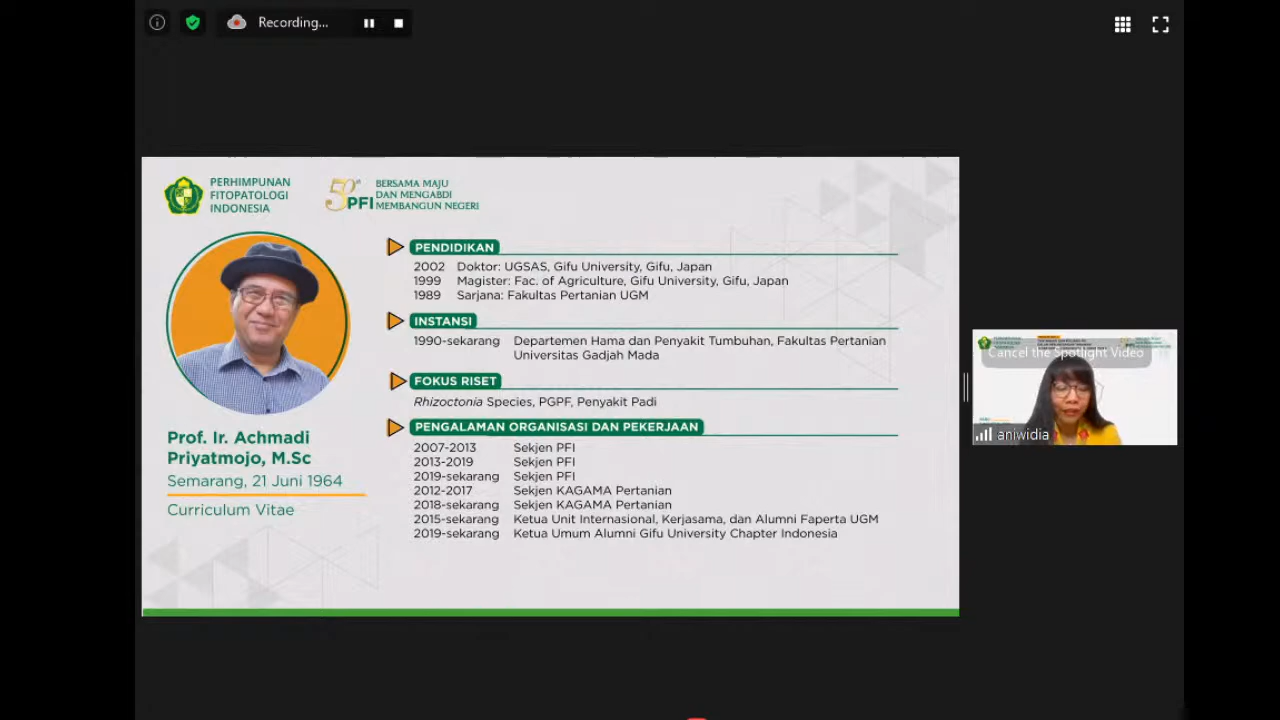 Recording...
PERHIMPUNAN
FITOPATOLOGI
INDONESIA
50th PFI
BERSAMA MAJU
DAN MENGABDI
MEMBANGUN NEGERI
PENDIDIKAN
2002 Doktor: UGSAS, Gifu University, Gifu, Japan
1999 Magister: Fac. of Agriculture, Gifu University, Gifu, Japan
1989 Sarjana: Fakultas Pertanian UGM
INSTANSI
1990-sekarang Departemen Hama dan Penyakit Tumbuhan, Fakultas Pertanian
Universitas Gadjah Mada
FOKUS RISET
Rhizoctonia Species, PGPF, Penyakit Padi
PENGALAMAN ORGANISASI DAN PEKERJAAN
2007-2013 Sekjen PFI
2013-2019 Sekjen PFI
2019-sekarang Sekjen PFI
2012-2017 Sekjen KAGAMA Pertanian
2018-sekarang Sekjen KAGAMA Pertanian
2015-sekarang Ketua Unit Internasional, Kerjasama, dan Alumni Faperta UGM
2019-sekarang Ketua Umum Alumni Gifu University Chapter Indonesia
Prof. Ir. Achmadi
Priyatmojo, M.Sc
Semarang, 21 Juni 1964
Curriculum Vitae
Cancel the Spotlight Video
aniwidia